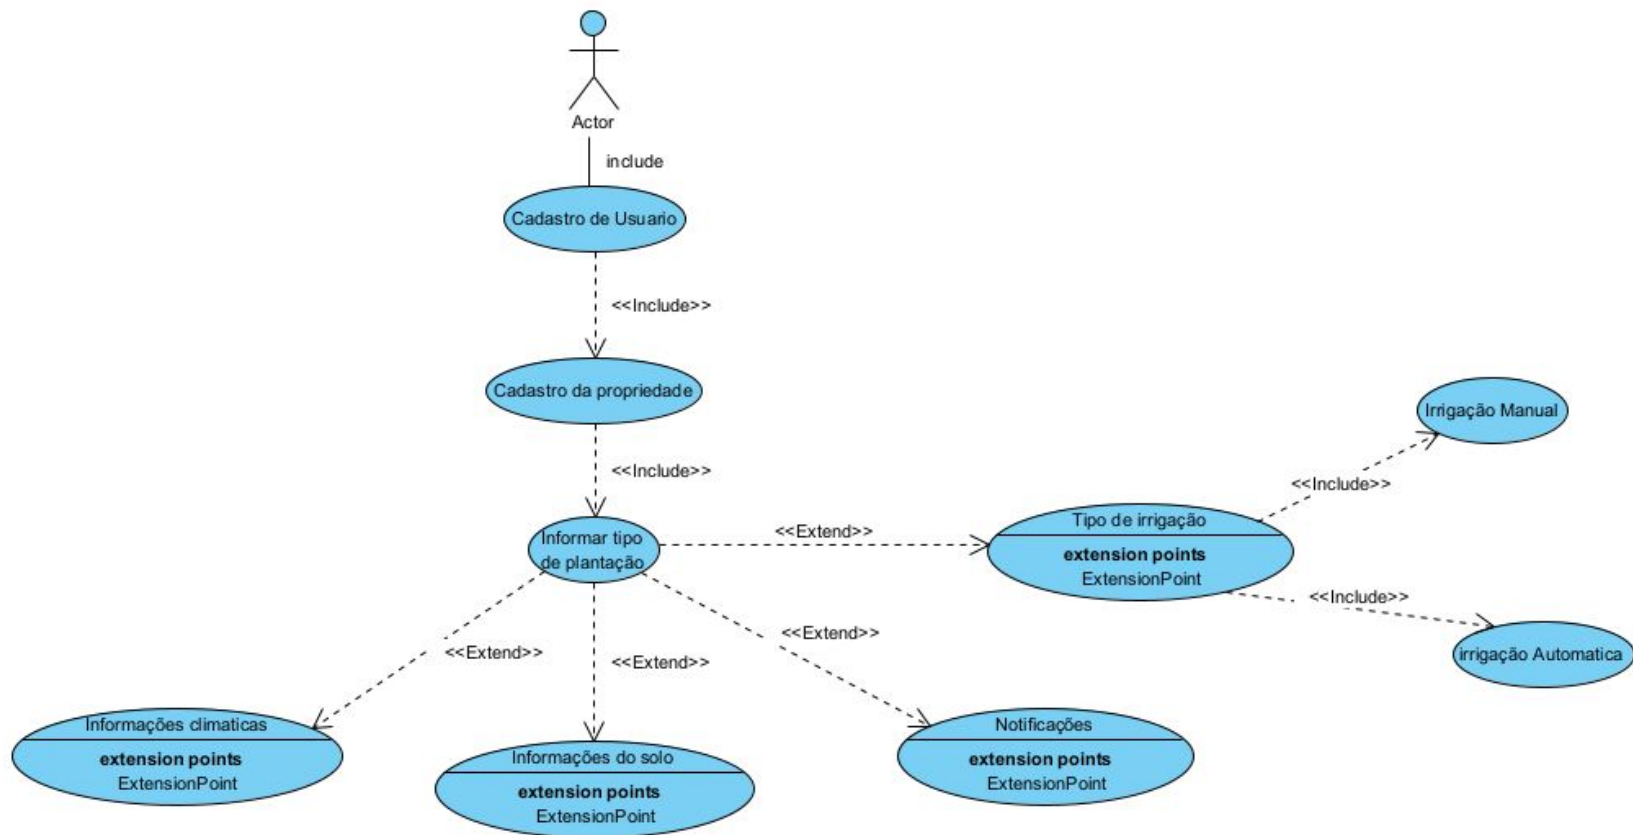 Actor
include
Cadastro de Usuario
<<Include>>
Cadastro da propriedade
<<Include>>
Informar tipo
de plantação
<<Extend>>
Tipo de irrigação
extension points
ExtensionPoint
<<Include>>
Irrigação Manual
<<Include>>
irrigação Automatica
<<Extend>>
<<Extend>>
<<Extend>>
Informações climaticas
extension points
ExtensionPoint
Informações do solo
extension points
ExtensionPoint
Notificações
extension points
ExtensionPoint